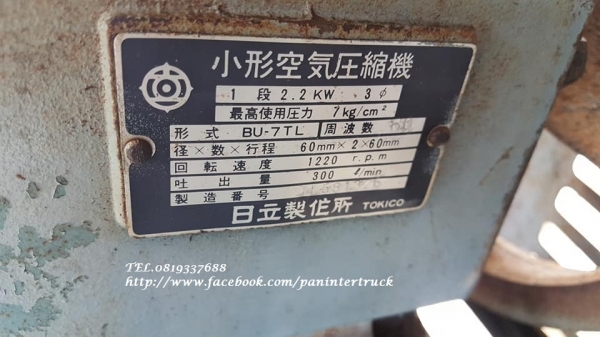 小形空気圧縮機
1 段 2.2 KW 3 φ
最高使用圧力 7 kg/cm²
形 式 BU-7TL 周 波 数
径×数×行程 60mm × 2 × 60mm
回 転 速 度 1220 r.p.m
吐 出 量 300 ℓ/min
製 造 番 号
日立製作所 TOKICO
TEL.0819337688
http://www.facebook.com/panintertruck